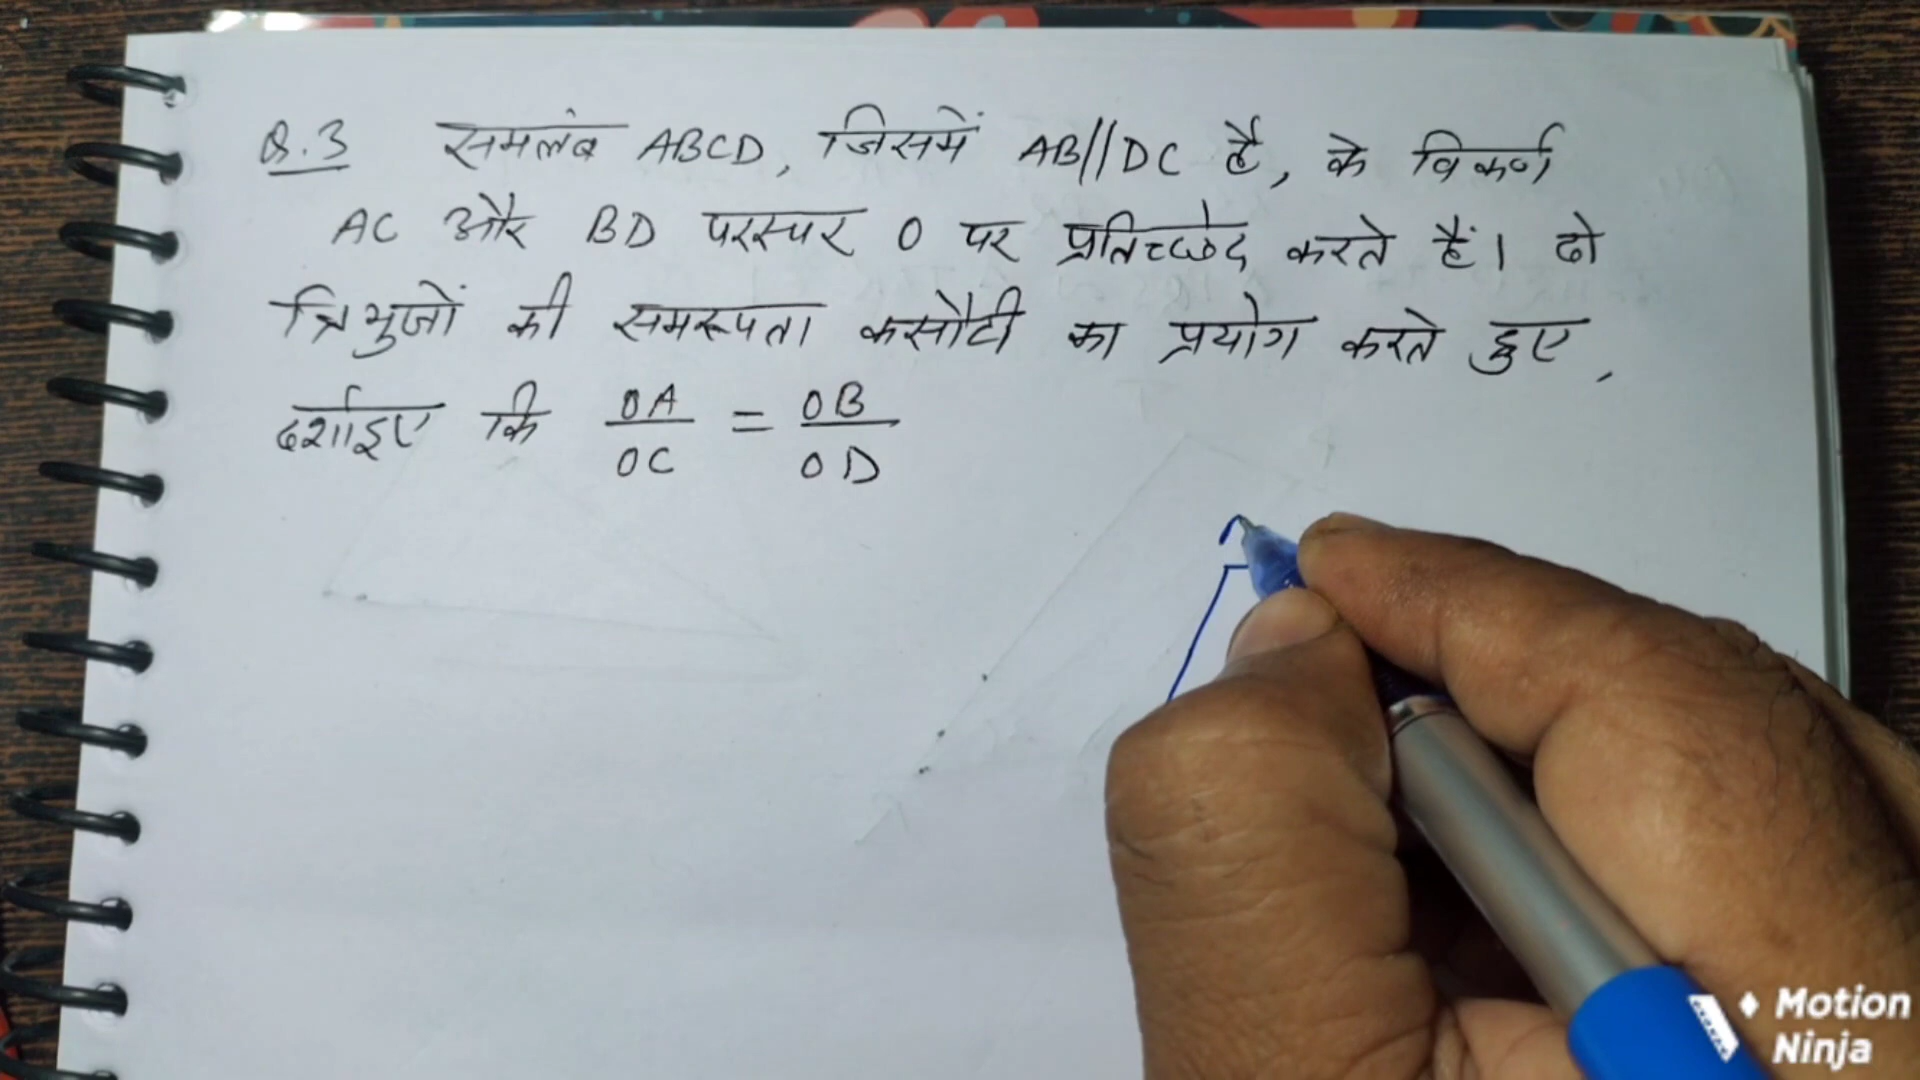 Q.3 समलंब ABCD, जिसमें AB//DC है, के विकर्ण
AC और BD परस्पर O पर प्रतिच्छेद करते हैं। दो
त्रिभुजों की समरूपता कसौटी का प्रयोग करते हुए,
दर्शाइए कि OA/OC = OB/OD
Motion
Ninja